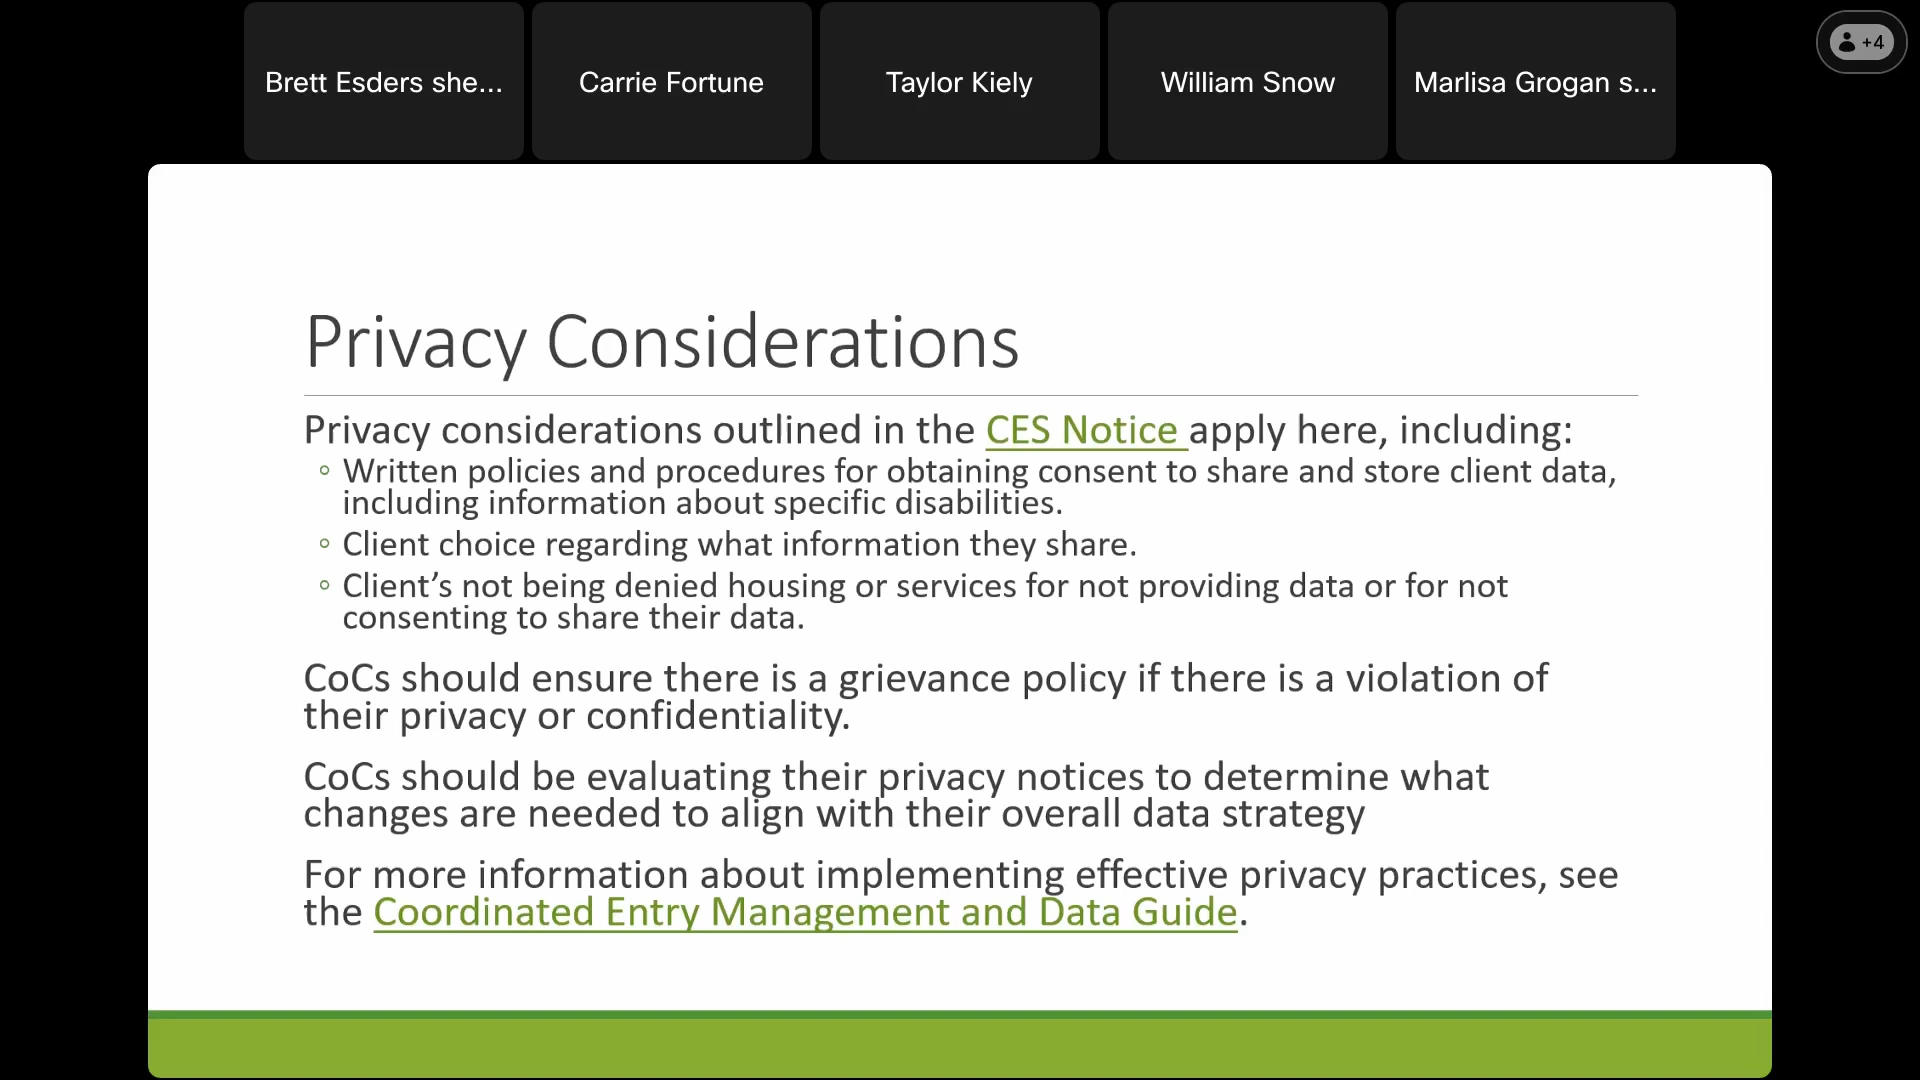 Brett Esders she...
Carrie Fortune
Taylor Kiely
William Snow
Marlisa Grogan s...
+4
Privacy Considerations
Privacy considerations outlined in the CES Notice apply here, including:
◦ Written policies and procedures for obtaining consent to share and store client data,
including information about specific disabilities.
◦ Client choice regarding what information they share.
◦ Client’s not being denied housing or services for not providing data or for not
consenting to share their data.
CoCs should ensure there is a grievance policy if there is a violation of
their privacy or confidentiality.
CoCs should be evaluating their privacy notices to determine what
changes are needed to align with their overall data strategy
For more information about implementing effective privacy practices, see
the Coordinated Entry Management and Data Guide.